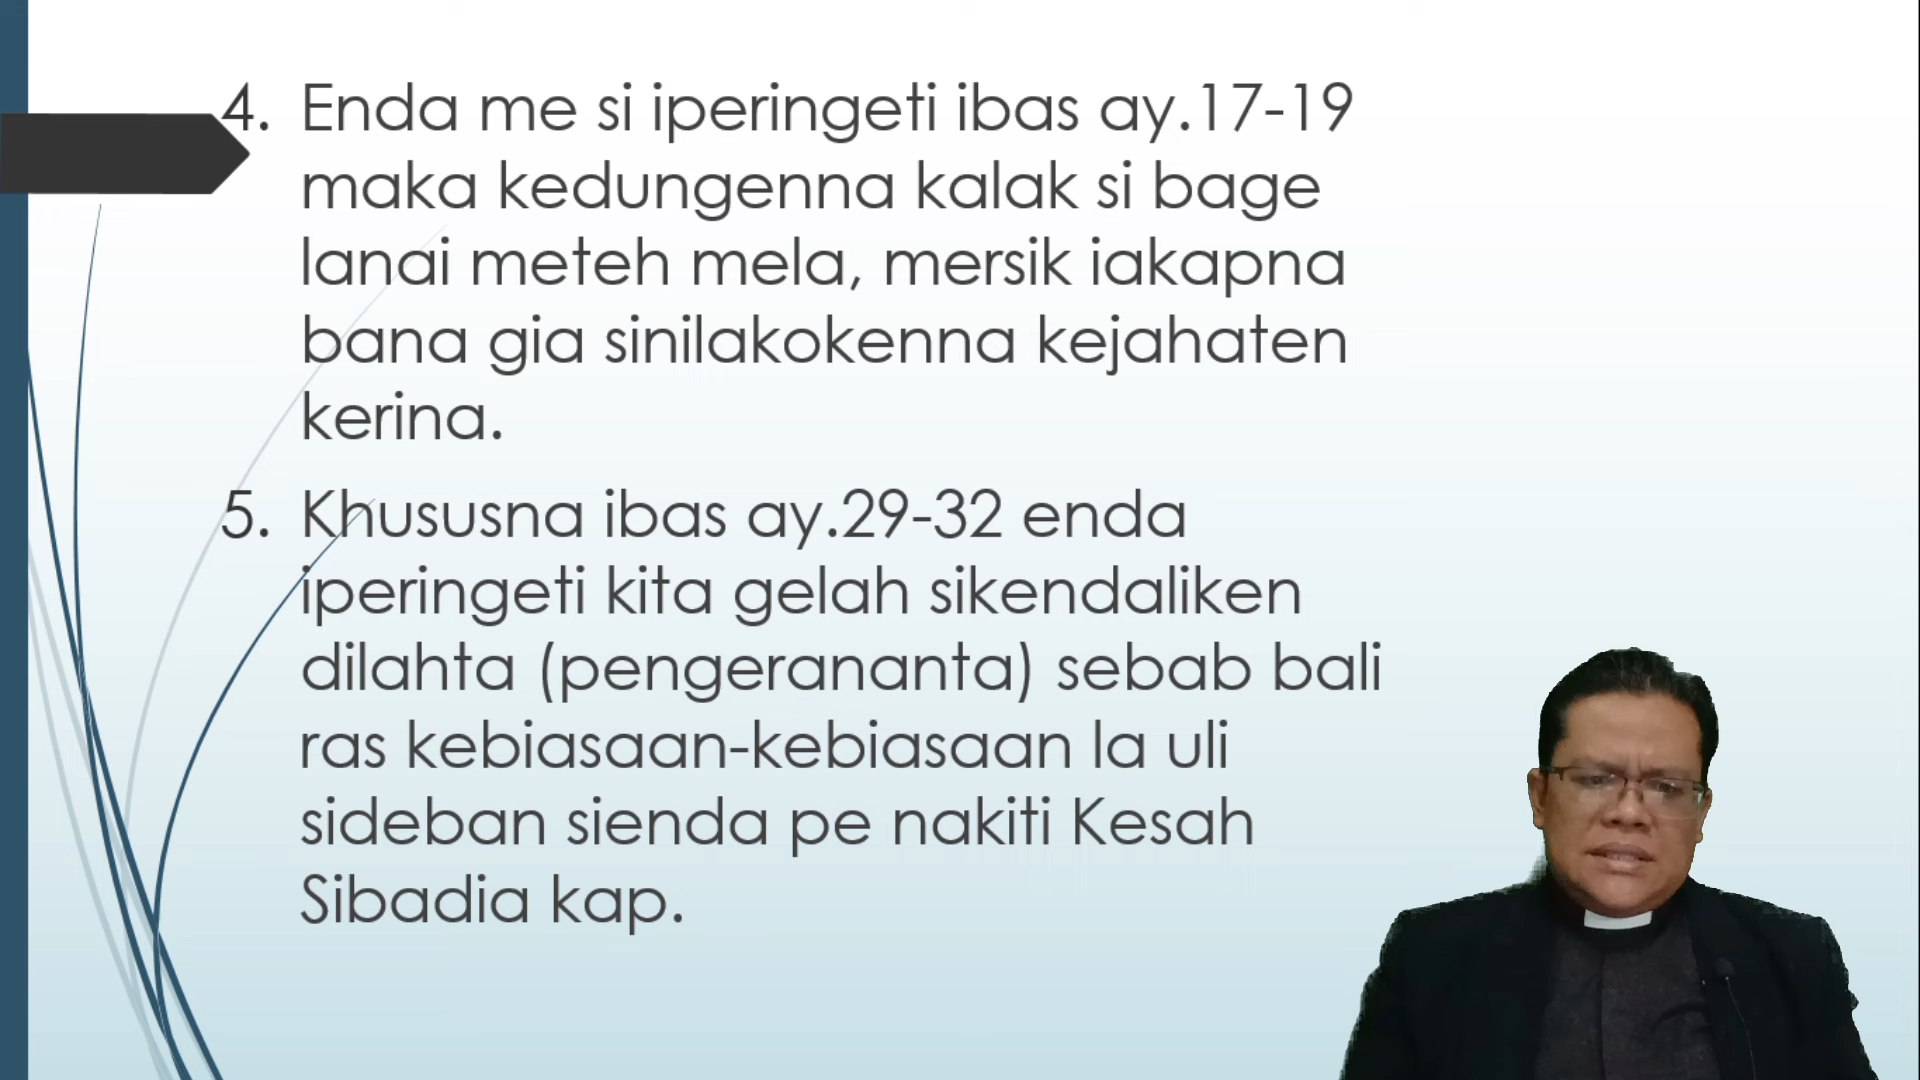 4. Enda me si iperingeti ibas ay.17-19
maka kedungenna kalak si bage
lanai meteh mela, mersik iakapna
bana gia sinilakokenna kejahaten
kerina.
5. Khususna ibas ay.29-32 enda
iperingeti kita gelah sikendaliken
dilahta (pengerananta) sebab bali
ras kebiasaan-kebiasaan la uli
sideban sienda pe nakiti Kesah
Sibadia kap.